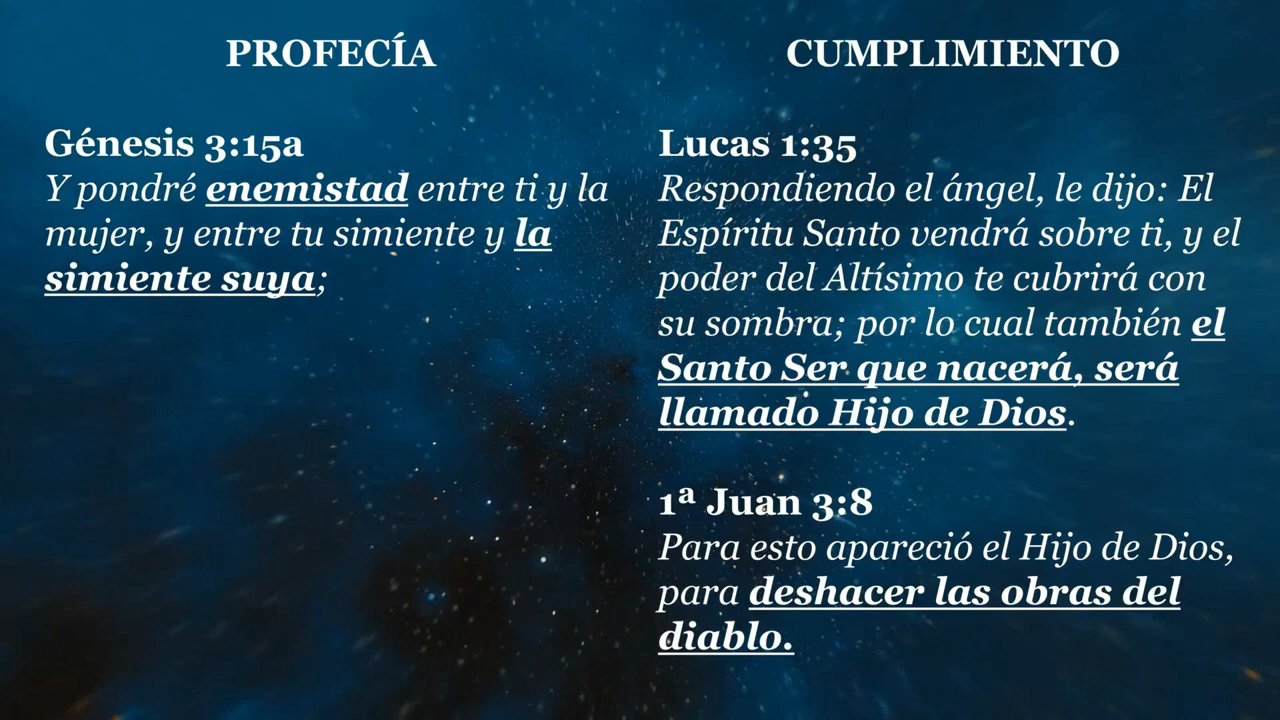 PROFECÍA
Génesis 3:15a
Y pondré enemistad entre ti y la
mujer, y entre tu simiente y la
simiente suya;
CUMPLIMIENTO
Lucas 1:35
Respondiendo el ángel, le dijo: El
Espíritu Santo vendrá sobre ti, y el
poder del Altísimo te cubrirá con
su sombra; por lo cual también el
Santo Ser que nacerá, será
llamado Hijo de Dios.
1ª Juan 3:8
Para esto apareció el Hijo de Dios,
para deshacer las obras del
diablo.